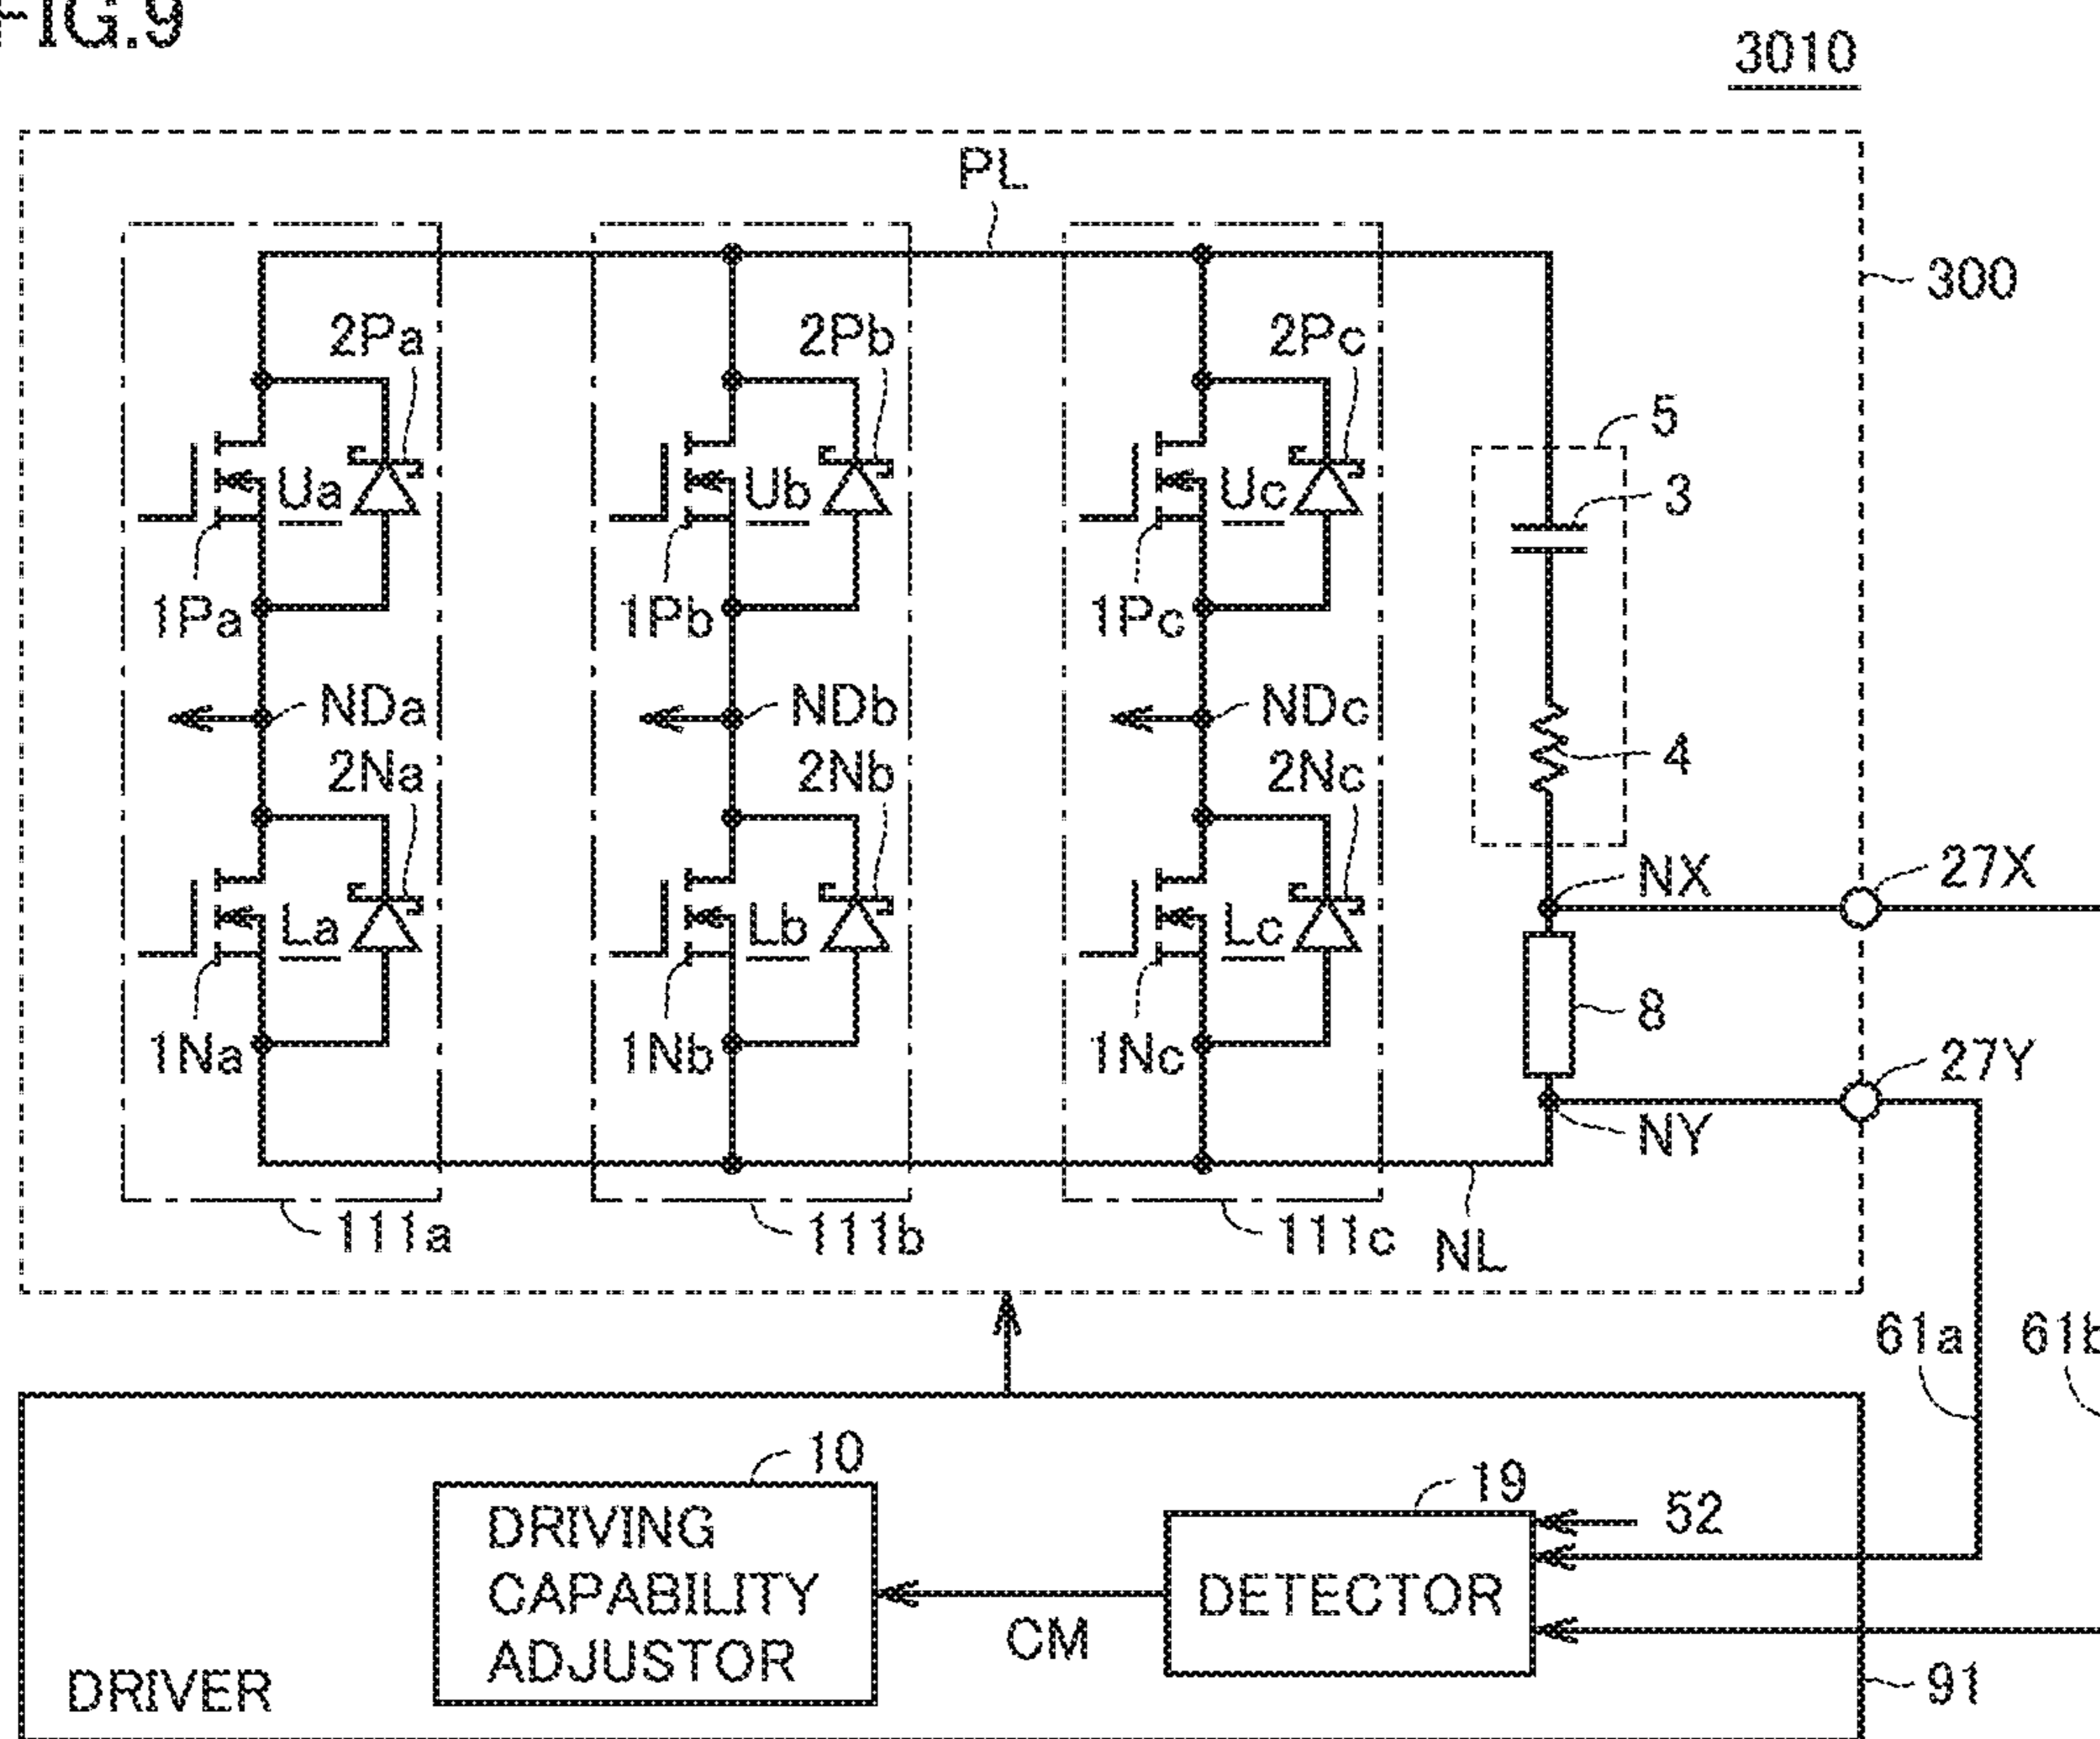 FIG.9
3010
PL
300
2Pa
2Pb
2Pc
5
3
Ua
Ub
Uc
1Pa
1Pb
1Pc
NDa
NDb
NDc
4
2Na
2Nb
2Nc
NX
27X
La
Lb
Lc
8
1Na
1Nb
1Nc
27Y
NY
111a
111b
111c
NL
61a
61b
10
19
52
DRIVING
CAPABILITY
ADJUSTOR
DETECTOR
CM
DRIVER
91